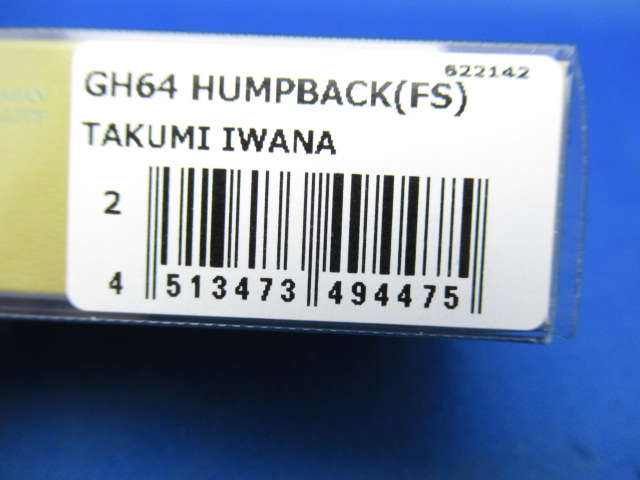 622142
GH64 HUMPBACK(FS)
TAKUMI IWANA
2
4 513473 494475